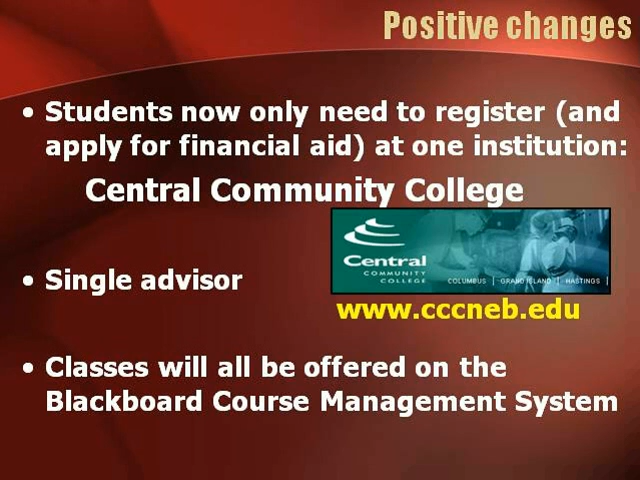 Positive changes
• Students now only need to register (and
apply for financial aid) at one institution:
Central Community College
Central
COMMUNITY
COLLEGE
COLUMBUS | GRAND ISLAND | HASTINGS |
• Single advisor
www.cccneb.edu
• Classes will all be offered on the
Blackboard Course Management System